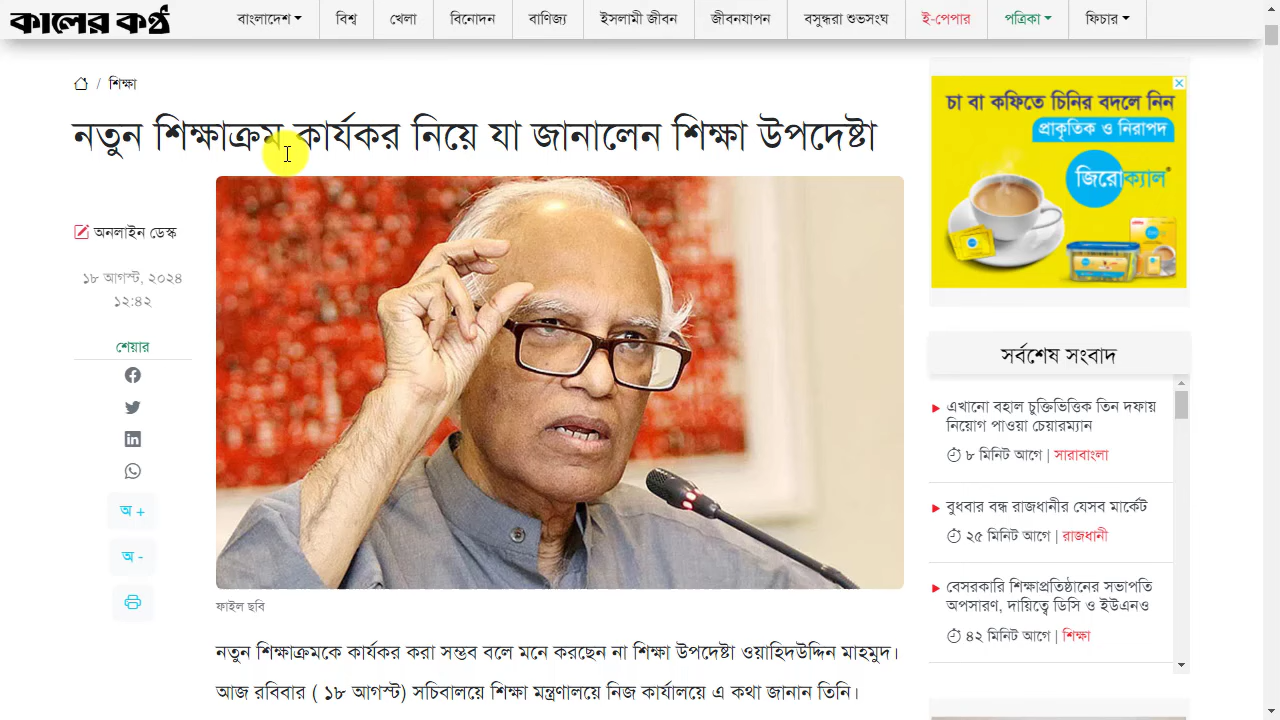 কালের কণ্ঠ
বাংলাদেশ
বিশ্ব
খেলা
বিনোদন
বাণিজ্য
ইসলামী জীবন
জীবনযাপন
বসুন্ধরা শুভসংঘ
ই-পেপার
পত্রিকা
ফিচার
/ শিক্ষা
নতুন শিক্ষাক্রম কার্যকর নিয়ে যা জানালেন শিক্ষা উপদেষ্টা
অনলাইন ডেস্ক
১৮ আগস্ট, ২০২৪
১২:৪২
শেয়ার
অ +
অ -
ফাইল ছবি
নতুন শিক্ষাক্রমকে কার্যকর করা সম্ভব বলে মনে করছেন না শিক্ষা উপদেষ্টা ওয়াহিদউদ্দিন মাহমুদ।
আজ রবিবার ( ১৮ আগস্ট) সচিবালয়ে শিক্ষা মন্ত্রণালয়ে নিজ কার্যালয়ে এ কথা জানান তিনি।
চা বা কফিতে চিনির বদলে নিন
প্রাকৃতিক ও নিরাপদ
জিরোক্যাল
সর্বশেষ সংবাদ
এখানো বহাল চুক্তিভিত্তিক তিন দফায়
নিয়োগ পাওয়া চেয়ারম্যান
৮ মিনিট আগে | সারাবাংলা
বুধবার বন্ধ রাজধানীর যেসব মার্কেট
২৫ মিনিট আগে | রাজধানী
বেসরকারি শিক্ষাপ্রতিষ্ঠানের সভাপতি
অপসারণ, দায়িত্বে ডিসি ও ইউএনও
৪২ মিনিট আগে | শিক্ষা